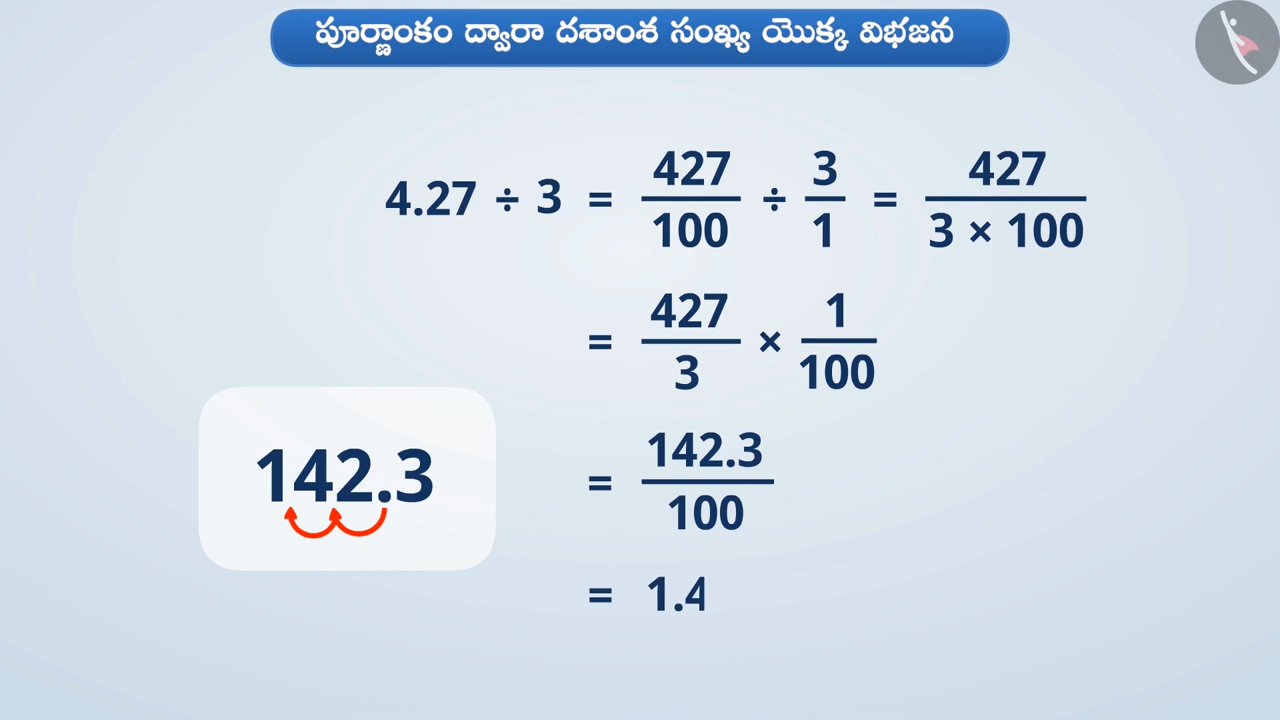 పూర్ణాంకం ద్వారా దశాంశ సంఖ్య యొక్క విభజన
4.27 ÷ 3 = 427/100 ÷ 3/1 = 427/(3 × 100)
= 427/3 × 1/100
142.3
= 142.3/100
= 1.4